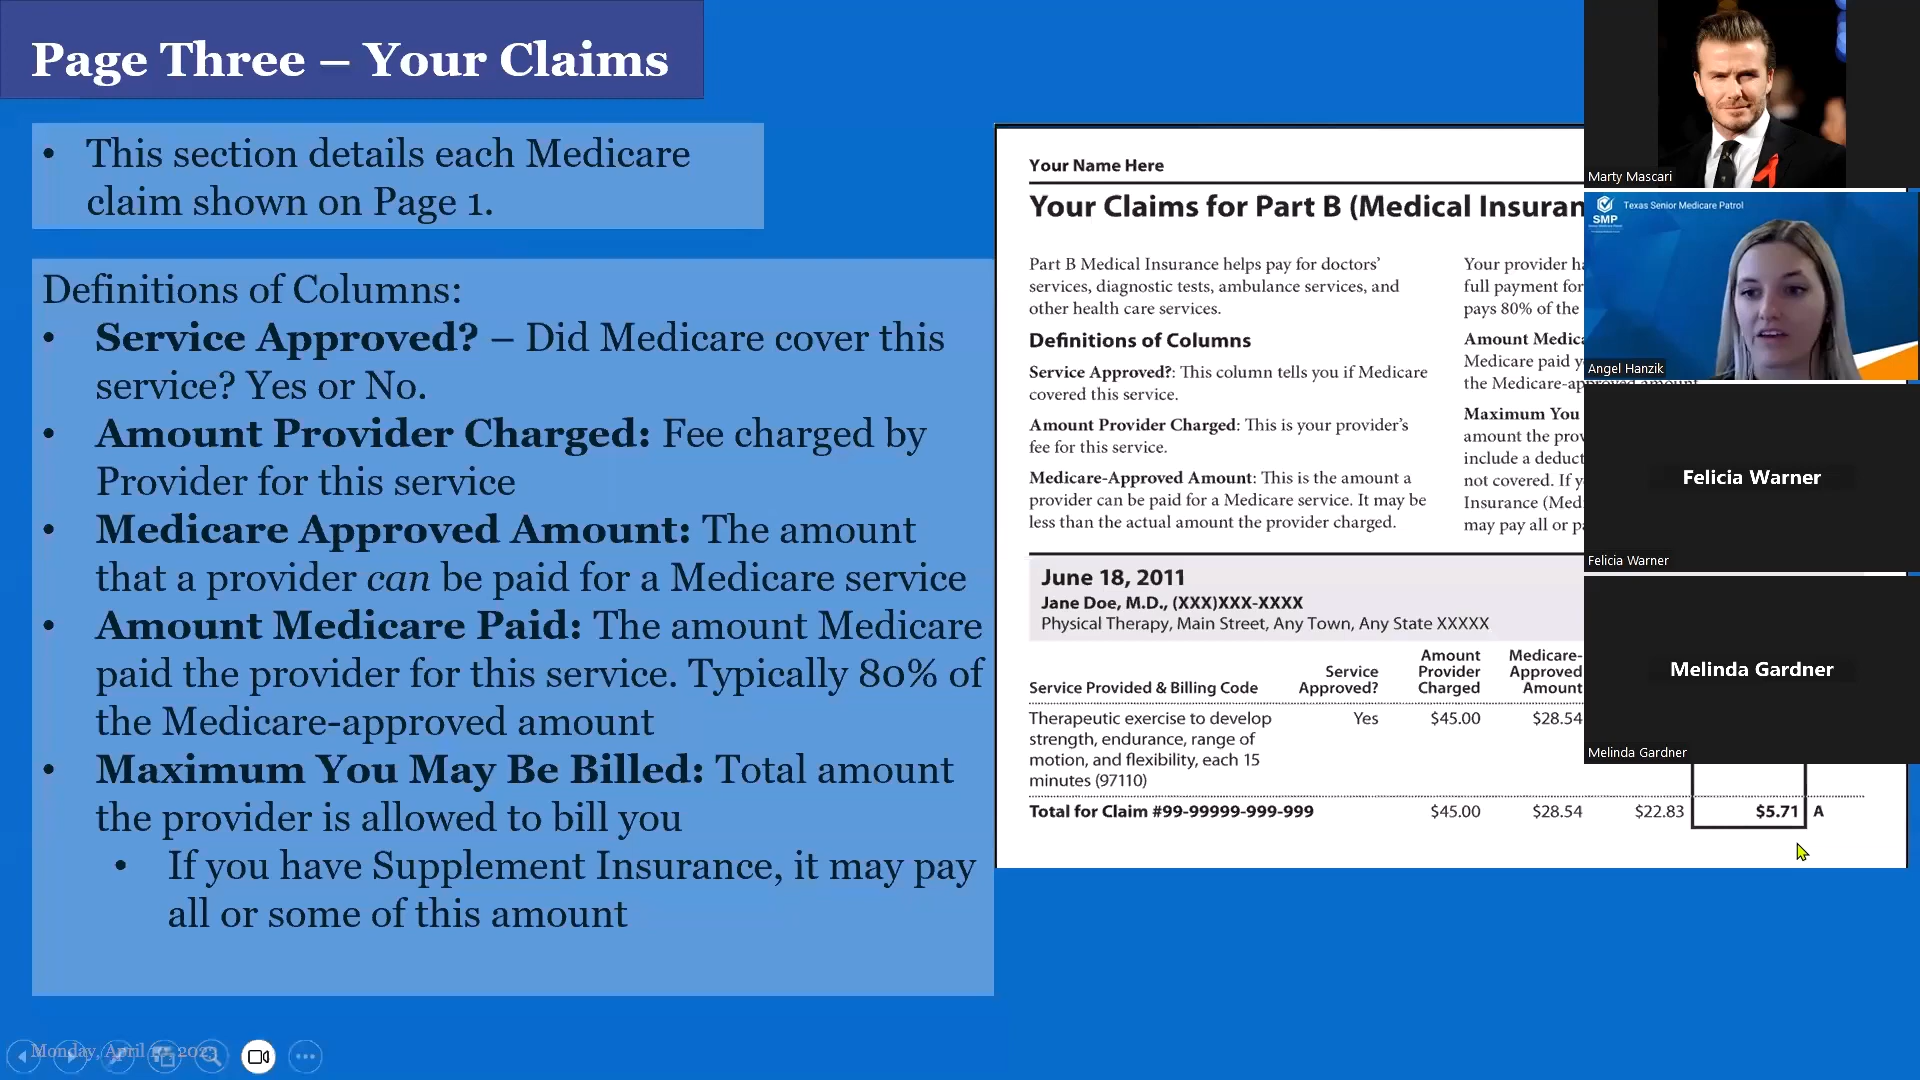 Page Three – Your Claims
• This section details each Medicare
claim shown on Page 1.
Definitions of Columns:
• Service Approved? – Did Medicare cover this
service? Yes or No.
• Amount Provider Charged: Fee charged by
Provider for this service
• Medicare Approved Amount: The amount
that a provider can be paid for a Medicare service
• Amount Medicare Paid: The amount Medicare
paid the provider for this service. Typically 80% of
the Medicare-approved amount
• Maximum You May Be Billed: Total amount
the provider is allowed to bill you
• If you have Supplement Insurance, it may pay
all or some of this amount
Monday, April
Your Name Here
Your Claims for Part B (Medical Insuran
Part B Medical Insurance helps pay for doctors’
services, diagnostic tests, ambulance services, and
other health care services.
Definitions of Columns
Service Approved?: This column tells you if Medicare
covered this service.
Amount Provider Charged: This is your provider’s
fee for this service.
Medicare-Approved Amount: This is the amount a
provider can be paid for a Medicare service. It may be
less than the actual amount the provider charged.
Your provider ha
full payment for
pays 80% of the
Amount Medica
Medicare paid y
the Medicare-approved amount
Maximum You
amount the prov
include a deduct
not covered. If y
Insurance (Med
may pay all or pa
June 18, 2011
Jane Doe, M.D., (XXX)XXX-XXXX
Physical Therapy, Main Street, Any Town, Any State XXXXX
Service Provided & Billing Code
Service
Approved?
Amount
Provider
Charged
Medicare-
Approved
Amount
Therapeutic exercise to develop
strength, endurance, range of
motion, and flexibility, each 15
minutes (97110)
Yes $45.00 $28.54
Total for Claim #99-99999-999-999 $45.00 $28.54 $22.83 $5.71 A
Marty Mascari
SMP
Texas Senior Medicare Patrol
Angel Hanzik
Felicia Warner
Felicia Warner
Melinda Gardner
Melinda Gardner